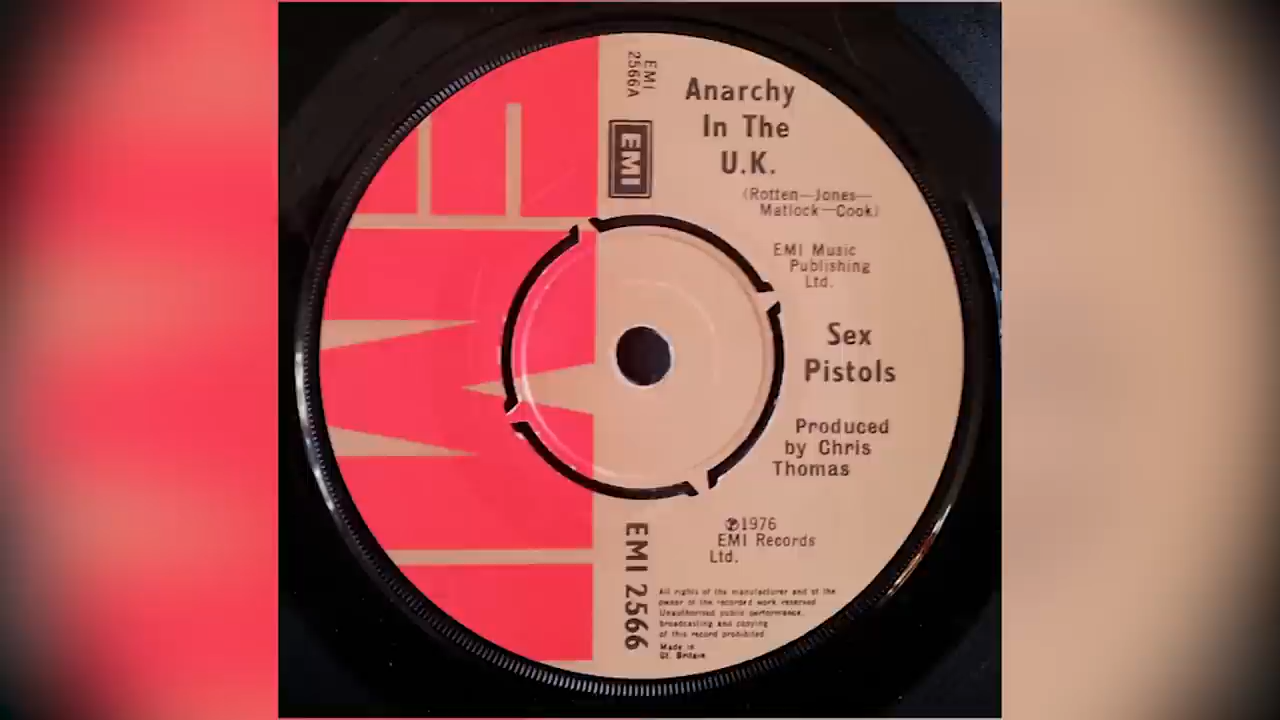 EMI
2566A
EMI
Anarchy
In The
U.K.
(Rotten—Jones—
Matlock—Cook)
EMI Music
Publishing
Ltd.
Sex
Pistols
Produced
by Chris
Thomas
℗1976
EMI Records
Ltd.
EMI 2566
All rights of the manufacturer and of the
owner of the recorded work reserved
Unauthorised public performance,
broadcasting and copying
of this record prohibited
Made in
Gt. Britain
EMI